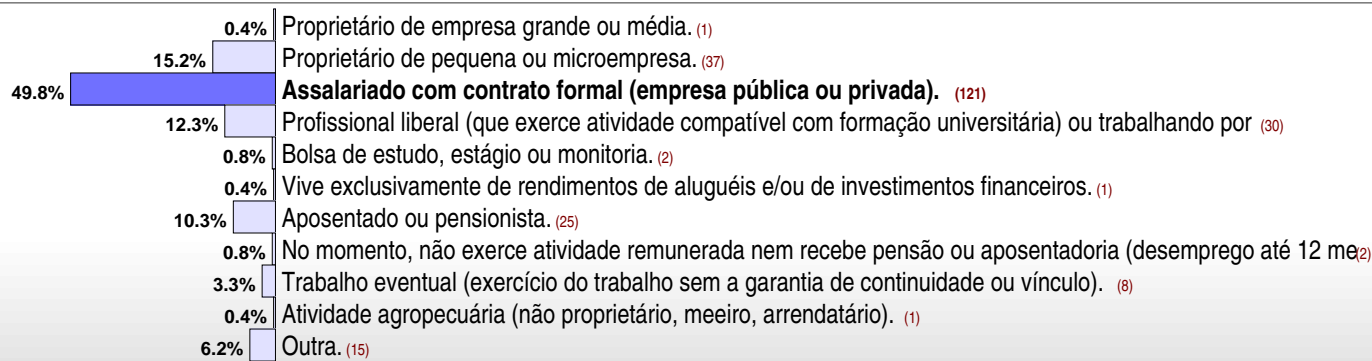 0.4% Proprietário de empresa grande ou média. (1)
15.2% Proprietário de pequena ou microempresa. (37)
49.8% Assalariado com contrato formal (empresa pública ou privada). (121)
12.3% Profissional liberal (que exerce atividade compatível com formação universitária) ou trabalhando por (30)
0.8% Bolsa de estudo, estágio ou monitoria. (2)
0.4% Vive exclusivamente de rendimentos de aluguéis e/ou de investimentos financeiros. (1)
10.3% Aposentado ou pensionista. (25)
0.8% No momento, não exerce atividade remunerada nem recebe pensão ou aposentadoria (desemprego até 12 me(2)
3.3% Trabalho eventual (exercício do trabalho sem a garantia de continuidade ou vínculo). (8)
0.4% Atividade agropecuária (não proprietário, meeiro, arrendatário). (1)
6.2% Outra. (15)